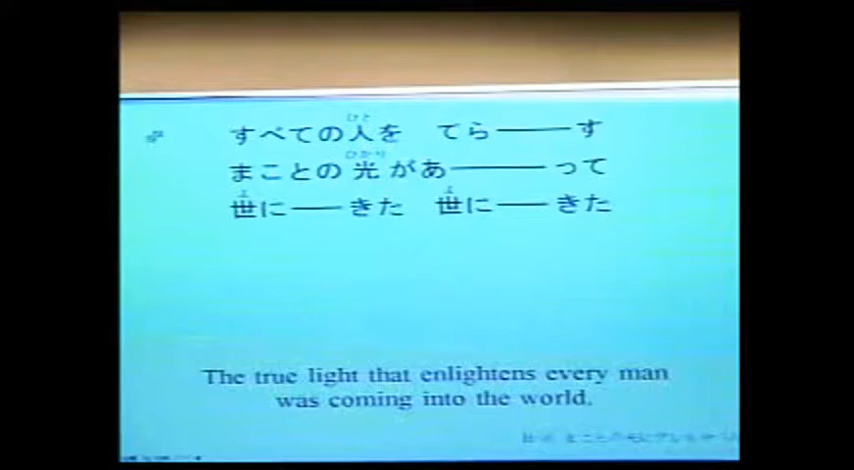 すべての人を てら━━す
まことの光があ━━━って
世に━━きた 世に━━きた
The true light that enlightens every man
was coming into the world.